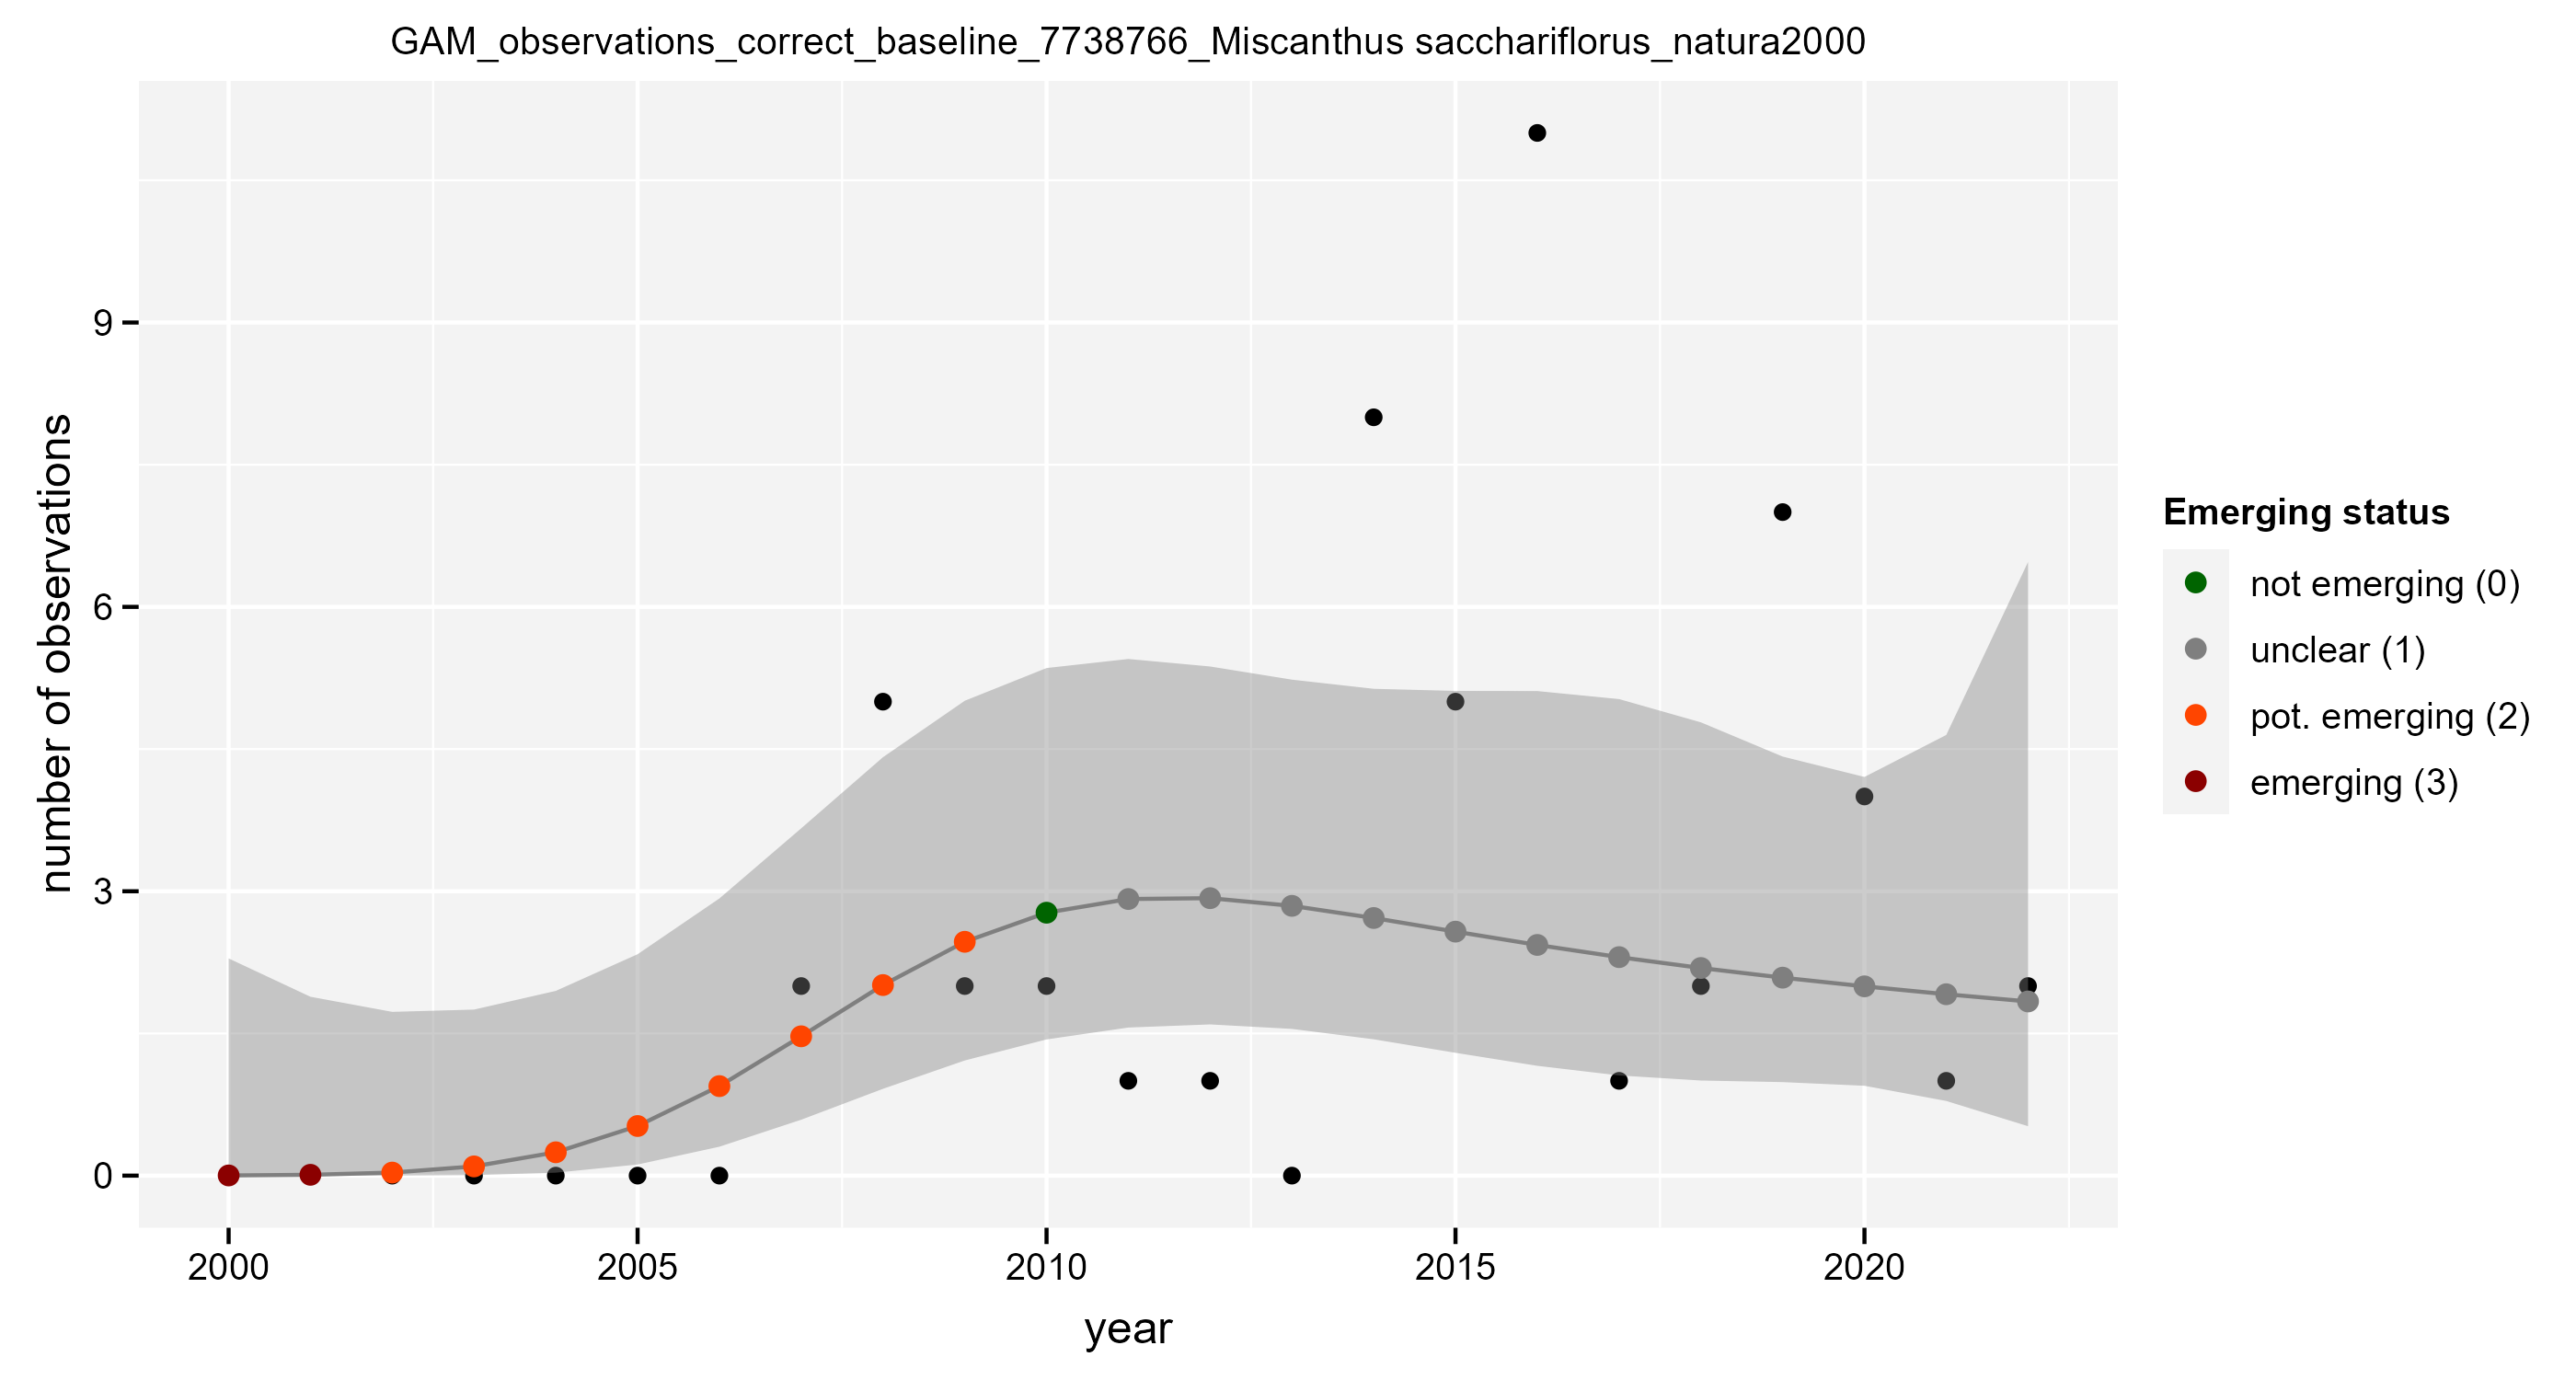 GAM_observations_correct_baseline_7738766_Miscanthus sacchariflorus_natura2000
number of observations
9
6
3
0
2000 2005 2010 2015 2020
year
Emerging status
not emerging (0)
unclear (1)
pot. emerging (2)
emerging (3)